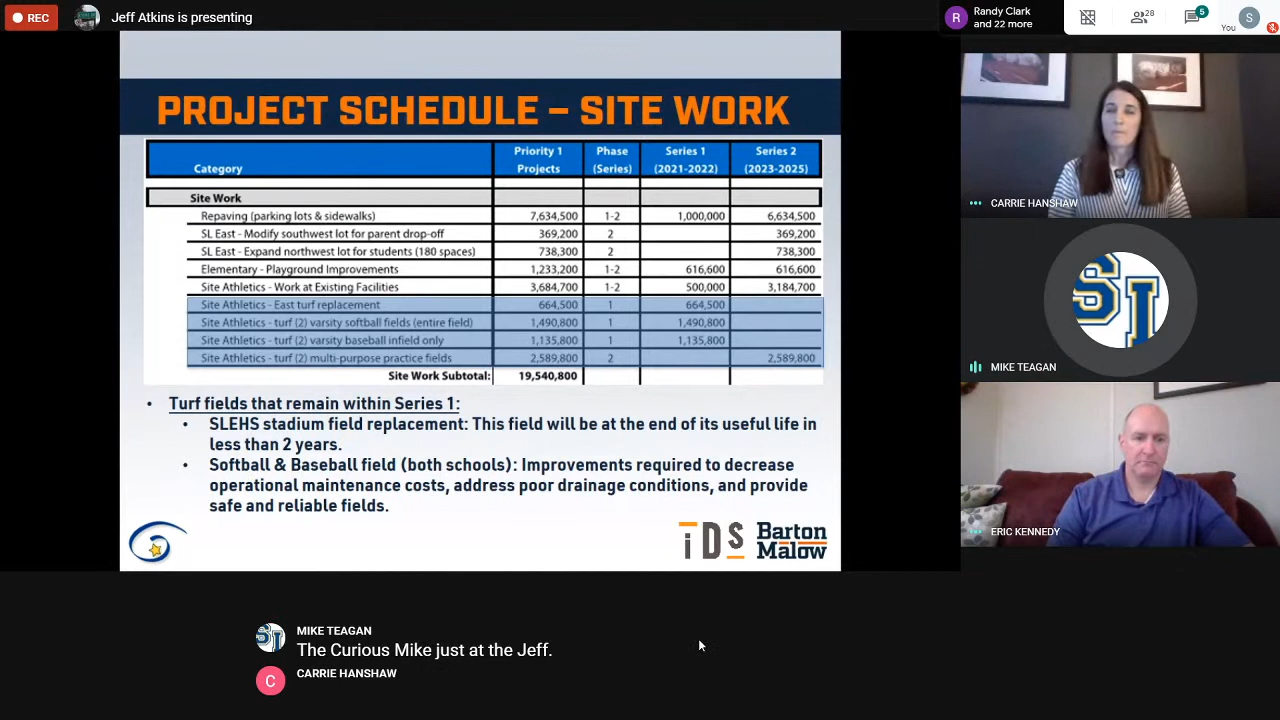 REC
Jeff Atkins is presenting
R
Randy Clark
and 22 more
28
5
You
S
PROJECT SCHEDULE – SITE WORK
Category Priority 1 Projects Phase (Series) Series 1 (2021-2022) Series 2 (2023-2025)
Site Work
Repaving (parking lots & sidewalks) 7,634,500 1-2 1,000,000 6,634,500
SL East - Modify southwest lot for parent drop-off 369,200 2 369,200
SL East - Expand northwest lot for students (180 spaces) 738,300 2 738,300
Elementary - Playground Improvements 1,233,200 1-2 616,600 616,600
Site Athletics - Work at Existing Facilities 3,684,700 1-2 500,000 3,184,700
Site Athletics - East turf replacement 664,500 1 664,500
Site Athletics - turf (2) varsity softball fields (entire field) 1,490,800 1 1,490,800
Site Athletics - turf (2) varsity baseball infield only 1,135,800 1 1,135,800
Site Athletics - turf (2) multi-purpose practice fields 2,589,800 2 2,589,800
Site Work Subtotal: 19,540,800
• Turf fields that remain within Series 1:
• SLEHS stadium field replacement: This field will be at the end of its useful life in
less than 2 years.
• Softball & Baseball field (both schools): Improvements required to decrease
operational maintenance costs, address poor drainage conditions, and provide
safe and reliable fields.
iDS
Barton
Malow
CARRIE HANSHAW
SL
MIKE TEAGAN
ERIC KENNEDY
MIKE TEAGAN
The Curious Mike just at the Jeff.
C
CARRIE HANSHAW